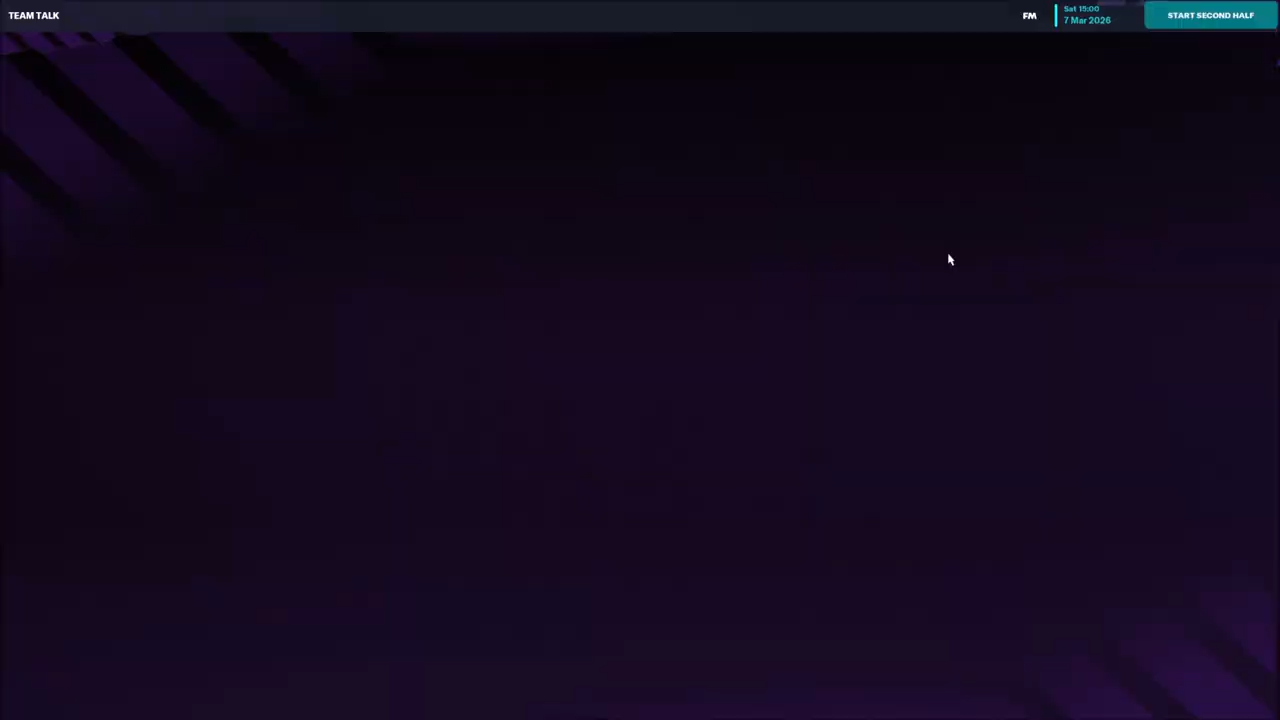 TEAM TALK
FM
Sat 15:00
7 Mar 2026
START SECOND HALF